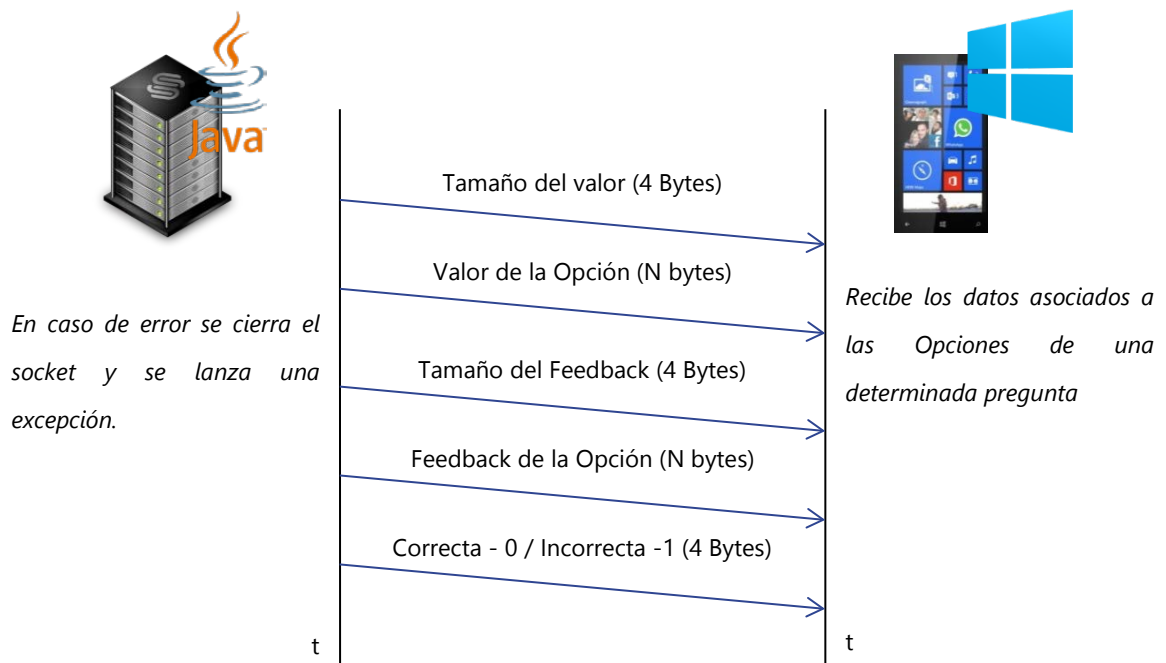 Java
Tamaño del valor (4 Bytes)
Valor de la Opción (N bytes)
Tamaño del Feedback (4 Bytes)
Feedback de la Opción (N bytes)
Correcta - 0 / Incorrecta -1 (4 Bytes)
En caso de error se cierra el
socket y se lanza una
excepción.
Recibe los datos asociados a
las Opciones de una
determinada pregunta
t
t